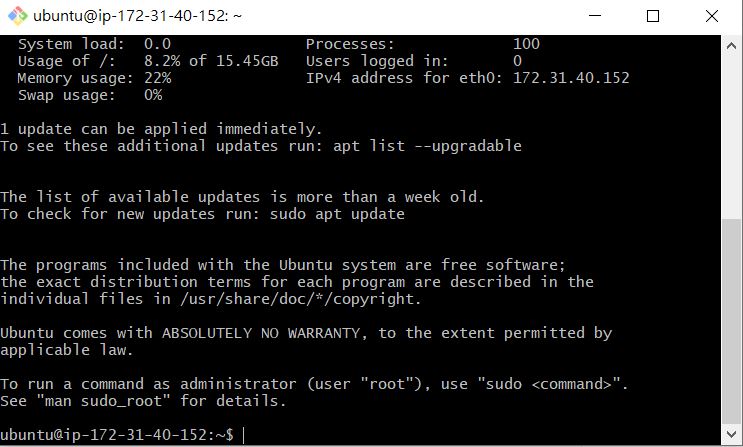 ubuntu@ip-172-31-40-152: ~
System load:  0.0                Processes:             100
Usage of /:   8.2% of 15.45GB   Users logged in:       0
Memory usage: 22%                IPv4 address for eth0: 172.31.40.152
Swap usage:   0%
1 update can be applied immediately.
To see these additional updates run: apt list --upgradable
The list of available updates is more than a week old.
To check for new updates run: sudo apt update
The programs included with the Ubuntu system are free software;
the exact distribution terms for each program are described in the
individual files in /usr/share/doc/*/copyright.
Ubuntu comes with ABSOLUTELY NO WARRANTY, to the extent permitted by
applicable law.
To run a command as administrator (user "root"), use "sudo <command>".
See "man sudo_root" for details.
ubuntu@ip-172-31-40-152:~$